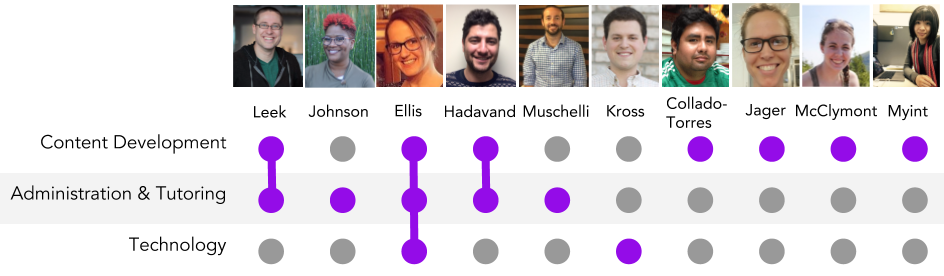 Leek Johnson Ellis Hadavand Muschelli Kross Collado-
Torres Jager McClymont Myint
Content Development
Administration & Tutoring
Technology